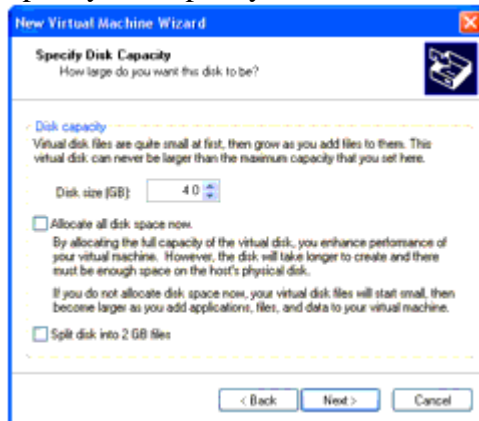 New Virtual Machine Wizard
Specify Disk Capacity
How large do you want this disk to be?
Disk capacity
Virtual disk files are quite small at first, then grow as you add files to them. This
virtual disk can never be larger than the maximum capacity that you set here.
Disk size (GB): 4.0
Allocate all disk space now.
By allocating the full capacity of the virtual disk, you enhance performance of
your virtual machine. However, the disk will take longer to create and there
must be enough space on the host's physical disk.
If you do not allocate disk space now, your virtual disk files will start small, then
become larger as you add applications, files, and data to your virtual machine.
Split disk into 2 GB files
< Back Next > Cancel